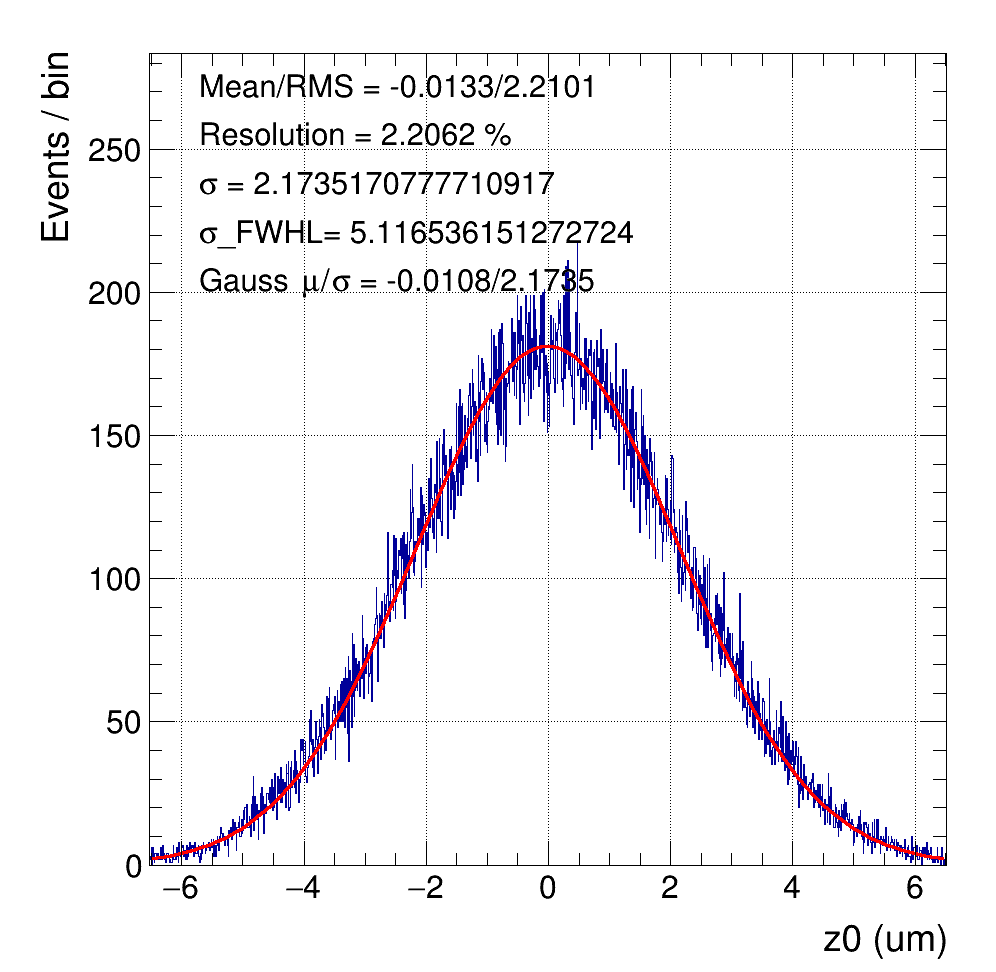 Events / bin
Mean/RMS = -0.0133/2.2101
Resolution = 2.2062 %
σ = 2.1735170777710917
σ_FWHL= 5.116536151272724
Gauss μ/σ = -0.0108/2.1735
250
200
150
100
50
0
−6 −4 −2 0 2 4 6
z0 (um)